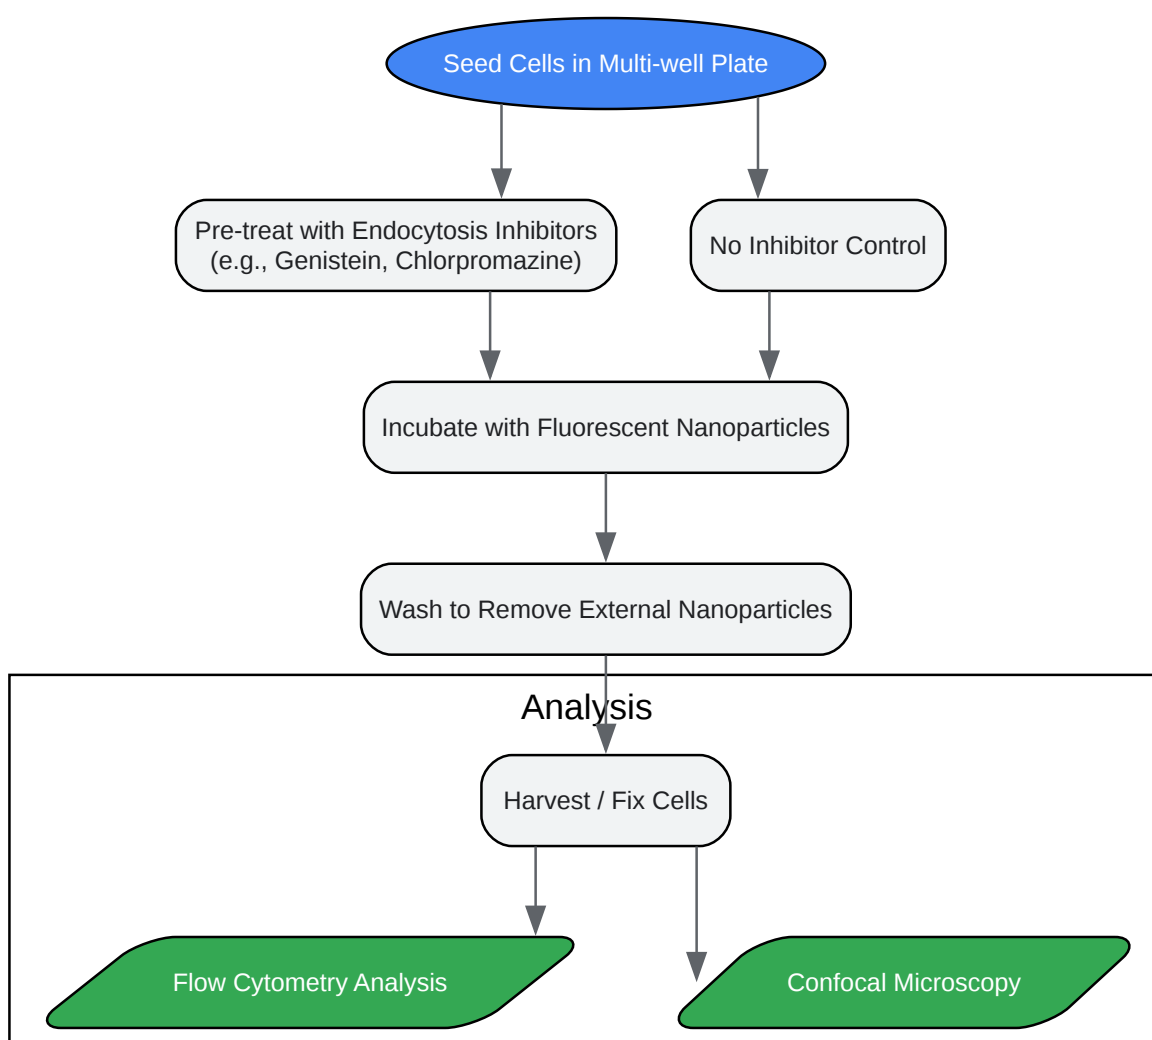 Seed Cells in Multi-well Plate
Pre-treat with Endocytosis Inhibitors
(e.g., Genistein, Chlorpromazine)
No Inhibitor Control
Incubate with Fluorescent Nanoparticles
Wash to Remove External Nanoparticles
Analysis
Harvest / Fix Cells
Flow Cytometry Analysis
Confocal Microscopy